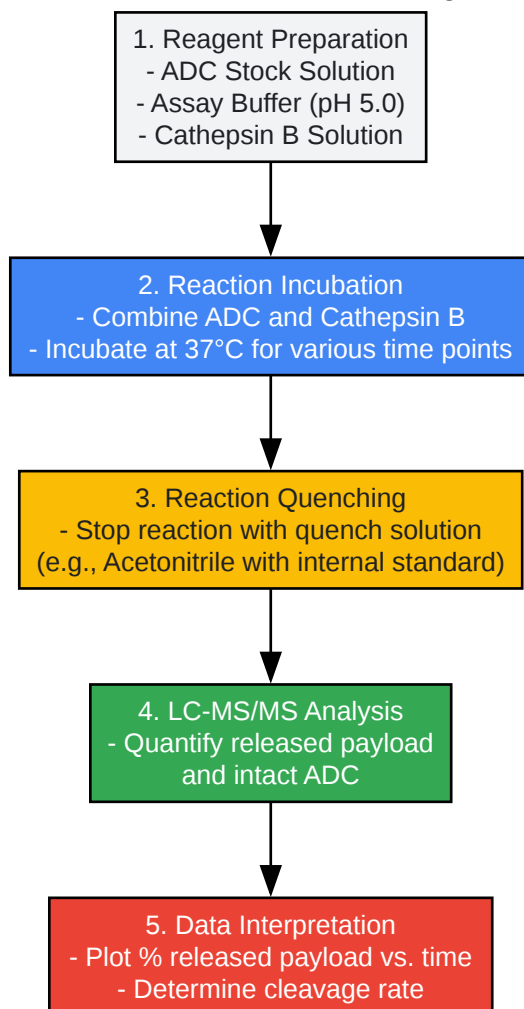 1. Reagent Preparation
- ADC Stock Solution
- Assay Buffer (pH 5.0)
- Cathepsin B Solution
2. Reaction Incubation
- Combine ADC and Cathepsin B
- Incubate at 37°C for various time points
3. Reaction Quenching
- Stop reaction with quench solution
(e.g., Acetonitrile with internal standard)
4. LC-MS/MS Analysis
- Quantify released payload
and intact ADC
5. Data Interpretation
- Plot % released payload vs. time
- Determine cleavage rate